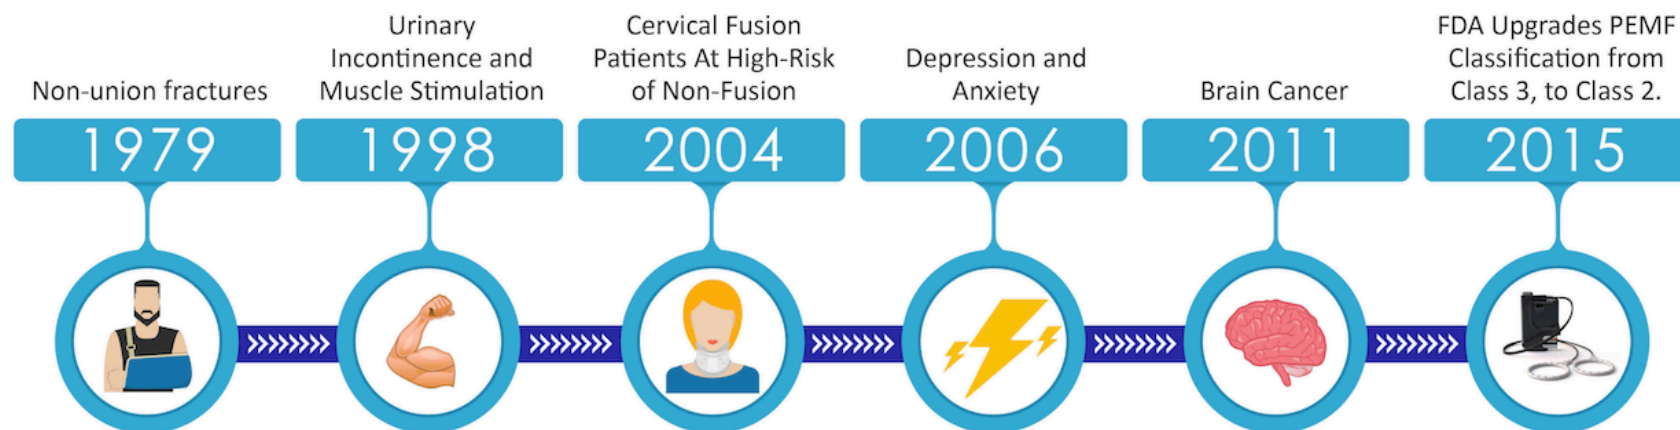 Non-union fractures
1979
Urinary
Incontinence and
Muscle Stimulation
1998
Cervical Fusion
Patients At High-Risk
of Non-Fusion
2004
Depression and
Anxiety
2006
Brain Cancer
2011
FDA Upgrades PEMF
Classification from
Class 3, to Class 2.
2015